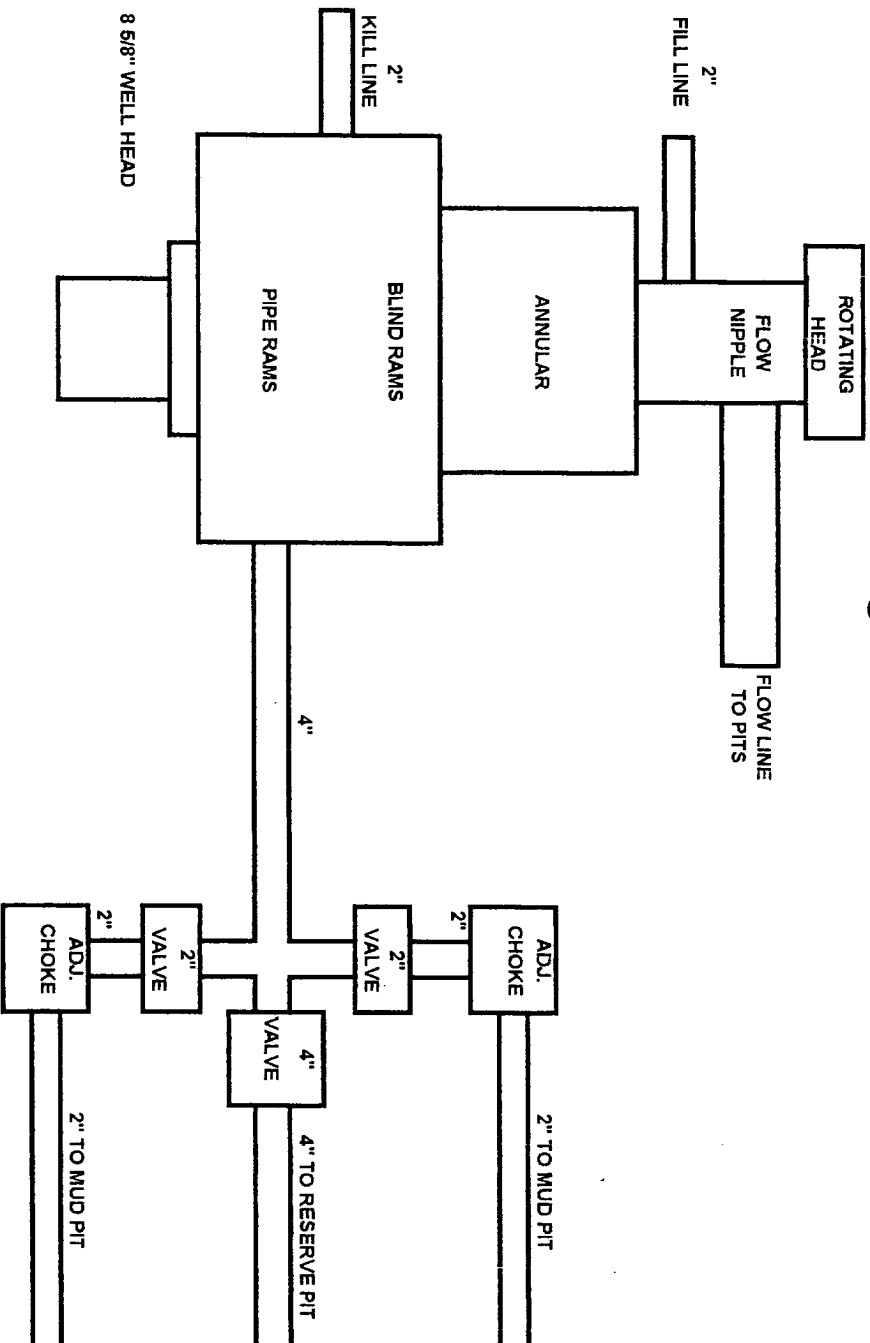 ROTATING
HEAD
2"
FILL LINE
FLOW
NIPPLE
FLOW LINE
TO PITS
ANNULAR
2"
KILL LINE
BLIND RAMS
PIPE RAMS
8 5/8" WELL HEAD
4"
ADJ.
CHOKE
2"
2"
VALVE
2" TO MUD PIT
4"
VALVE
4" TO RESERVE PIT
2"
VALVE
2"
ADJ.
CHOKE
2" TO MUD PIT